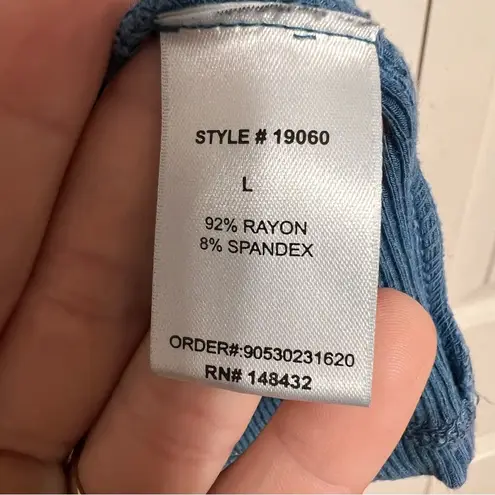 STYLE # 19060
L
92% RAYON
8% SPANDEX
ORDER#:90530231620
RN# 148432